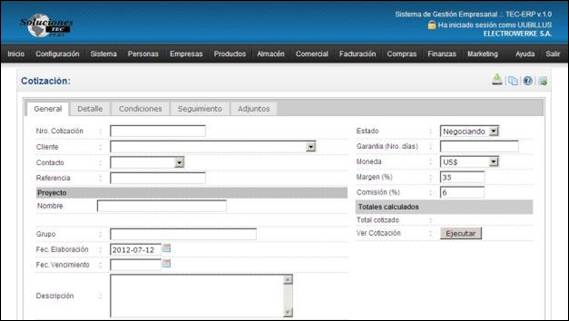 Soluciones
TEC
Sistema de Gestión Empresarial .: TEC-ERP v.1.0
Ha iniciado sesión como UUBILLUS
ELECTROWERKE S.A.
Inicio Configuración Sistema Personas Empresas Productos Almacén Comercial Facturación Compras Finanzas Marketing Ayuda Salir
Cotización:
General Detalle Condiciones Seguimiento Adjuntos
Nro. Cotización : Estado : Negociando
Cliente : Garantía (Nro. días) :
Contacto : Moneda : US$
Referencia : Margen (%) : 35
Proyecto Comisión (%) : 6
Nombre : Totales calculados
Total cotizado :
Grupo : Ver Cotización : Ejecutar
Fec. Elaboración : 2012-07-12
Fec. Vencimiento :
Descripción :